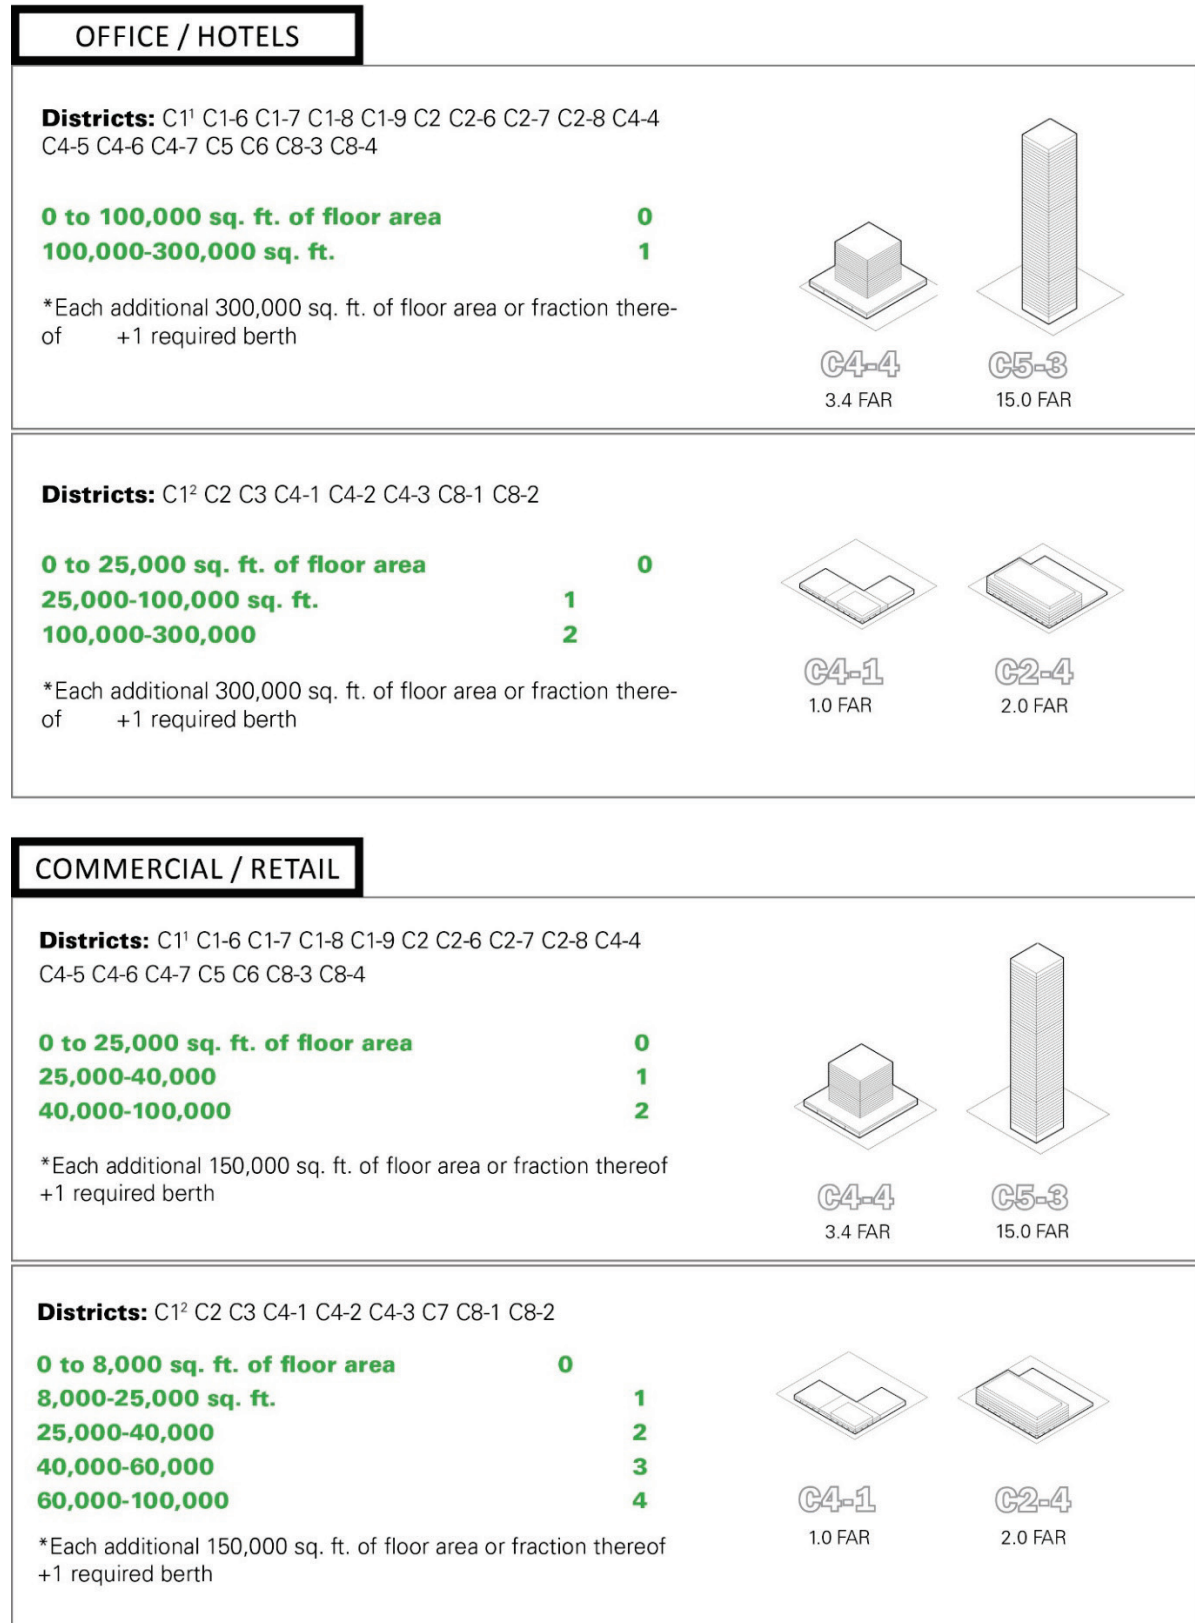 OFFICE / HOTELS
Districts: C1¹ C1-6 C1-7 C1-8 C1-9 C2 C2-6 C2-7 C2-8 C4-4
C4-5 C4-6 C4-7 C5 C6 C8-3 C8-4
0 to 100,000 sq. ft. of floor area 0
100,000-300,000 sq. ft. 1
*Each additional 300,000 sq. ft. of floor area or fraction there-
of +1 required berth
C4-4 C5-3
3.4 FAR 15.0 FAR
Districts: C1² C2 C3 C4-1 C4-2 C4-3 C8-1 C8-2
0 to 25,000 sq. ft. of floor area 0
25,000-100,000 sq. ft. 1
100,000-300,000 2
*Each additional 300,000 sq. ft. of floor area or fraction there-
of +1 required berth
C4-1 C2-4
1.0 FAR 2.0 FAR
COMMERCIAL / RETAIL
Districts: C1¹ C1-6 C1-7 C1-8 C1-9 C2 C2-6 C2-7 C2-8 C4-4
C4-5 C4-6 C4-7 C5 C6 C8-3 C8-4
0 to 25,000 sq. ft. of floor area 0
25,000-40,000 1
40,000-100,000 2
*Each additional 150,000 sq. ft. of floor area or fraction thereof
+1 required berth
C4-4 C5-3
3.4 FAR 15.0 FAR
Districts: C1² C2 C3 C4-1 C4-2 C4-3 C7 C8-1 C8-2
0 to 8,000 sq. ft. of floor area 0
8,000-25,000 sq. ft. 1
25,000-40,000 2
40,000-60,000 3
60,000-100,000 4
*Each additional 150,000 sq. ft. of floor area or fraction thereof
+1 required berth
C4-1 C2-4
1.0 FAR 2.0 FAR